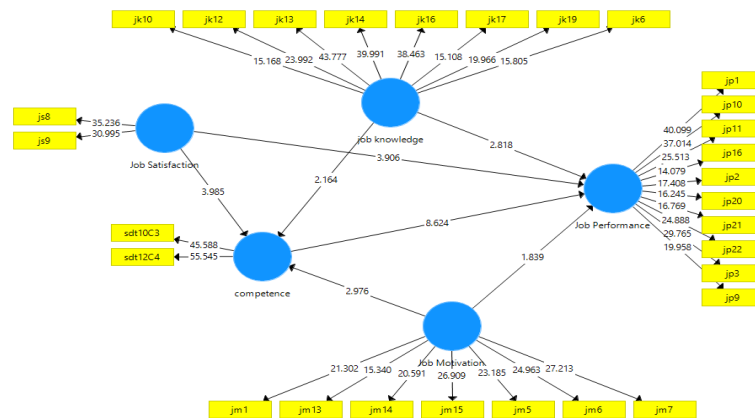 jk10 jk12 jk13 jk14 jk16 jk17 jk19 jk6
15.168 23.992 43.777 39.991 38.463 15.108 19.966 15.805
job knowledge
js8
js9
35.236
30.995
Job Satisfaction
3.906
2.818
2.164
3.985
8.624
2.976
1.839
sdt10C3
sdt12C4
45.588
55.545
competence
Job Performance
40.099
37.014
25.513
14.079
17.408
16.245
16.769
24.888
29.765
19.958
jp1
jp10
jp11
jp16
jp2
jp20
jp21
jp22
jp3
jp9
Job Motivation
21.302 15.340 20.591 26.909 23.185 24.963 27.213
jm1 jm13 jm14 jm15 jm5 jm6 jm7